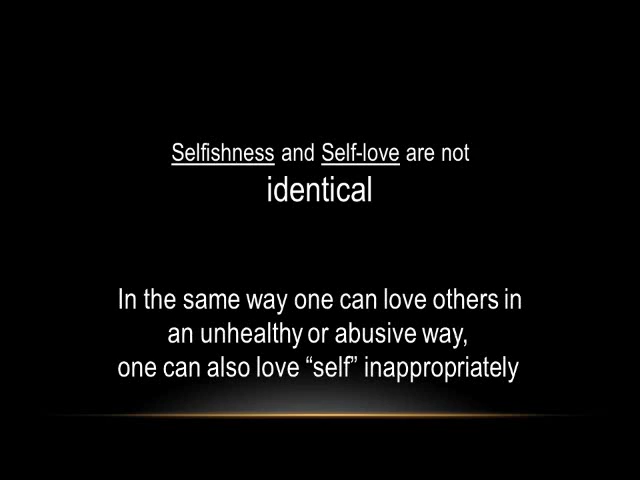 Selfishness and Self-love are not
identical
In the same way one can love others in
an unhealthy or abusive way,
one can also love “self” inappropriately